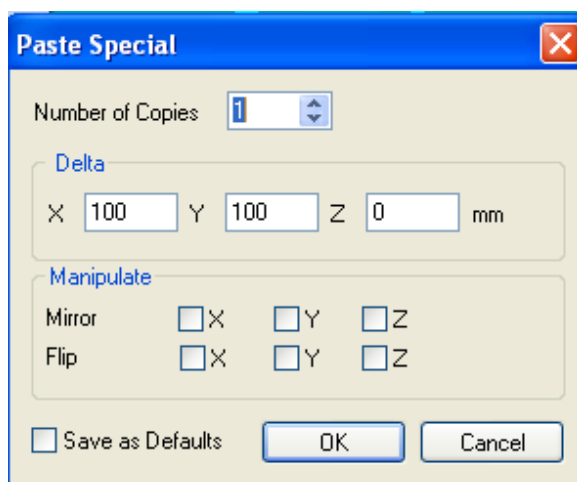 Paste Special
Number of Copies 1
Delta
X 100 Y 100 Z 0 mm
Manipulate
Mirror X Y Z
Flip X Y Z
Save as Defaults OK Cancel